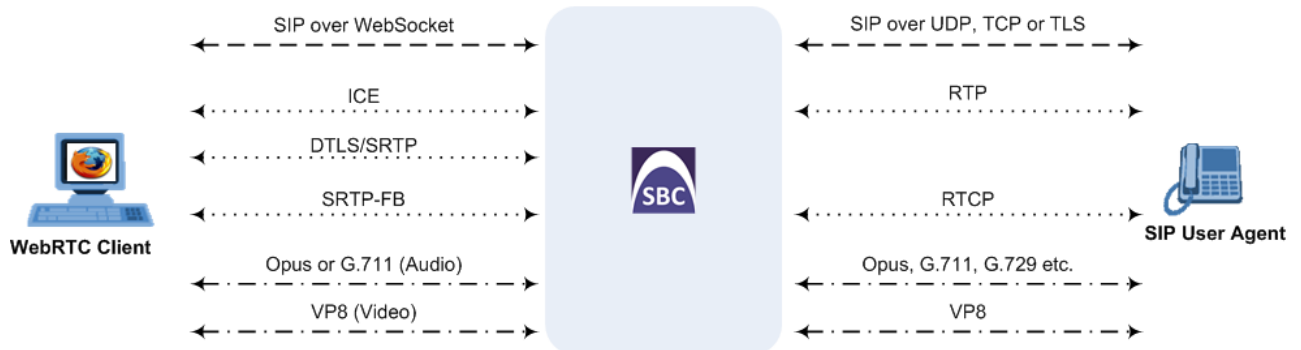 SIP over WebSocket
SIP over UDP, TCP or TLS
ICE
RTP
DTLS/SRTP
SBC
SRTP-FB
RTCP
WebRTC Client
SIP User Agent
Opus or G.711 (Audio)
Opus, G.711, G.729 etc.
VP8 (Video)
VP8